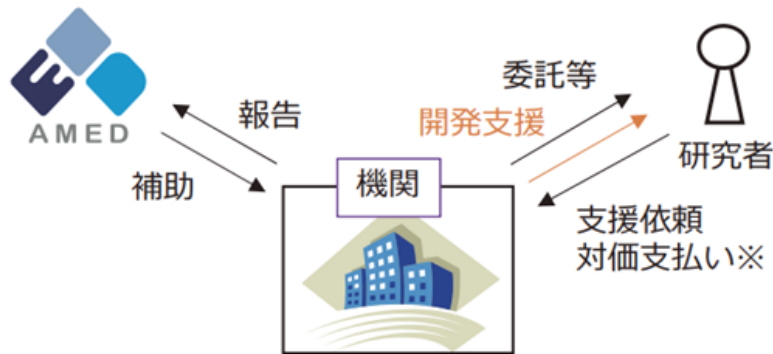 AMED
報告
補助
機関
委託等
開発支援
研究者
支援依頼
対価支払い※